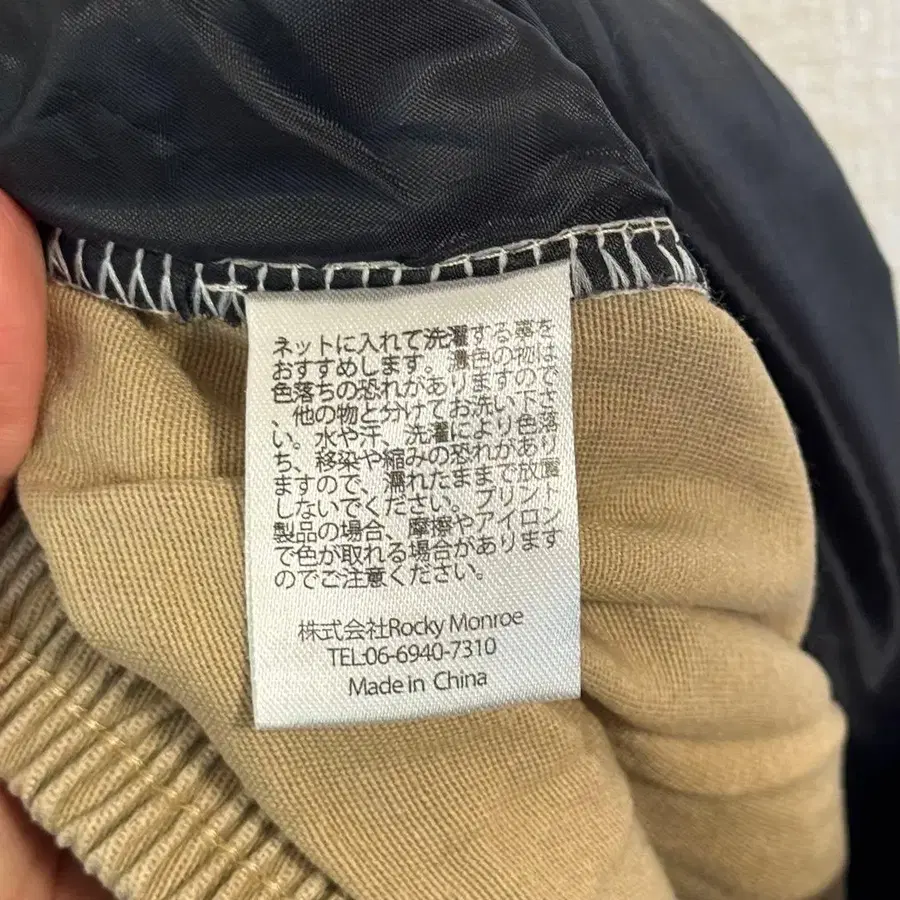 ネットに入れて洗濯する事を
おすすめします。濃色の物は
色落ちの恐れがありますので
、他の物と分けてお洗い下さ
い。水や汗、洗濯により色落
ち、移染や縮みの恐れがあり
ますので、濡れたままで放置
しないでください。プリント
製品の場合、摩擦やアイロン
で色が取れる場合があります
のでご注意ください。
株式会社Rocky Monroe
TEL:06-6940-7310
Made in China